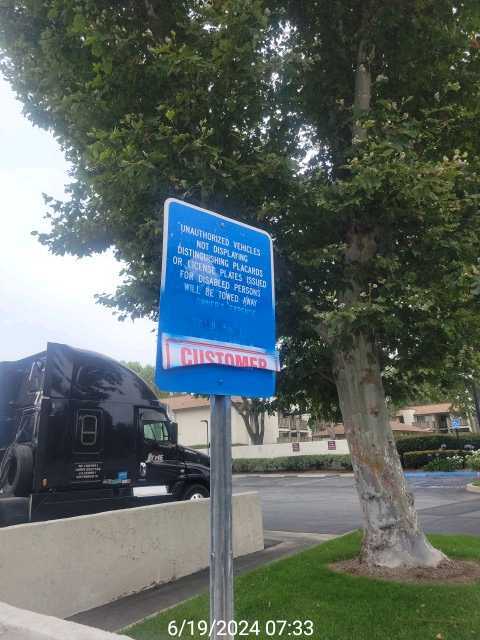 UNAUTHORIZED VEHICLES
NOT DISPLAYING
DISTINGUISHING PLACARDS
OR LICENSE PLATES ISSUED
FOR DISABLED PERSONS
WILL BE TOWED AWAY
CUSTOMER
6/19/2024 07:33